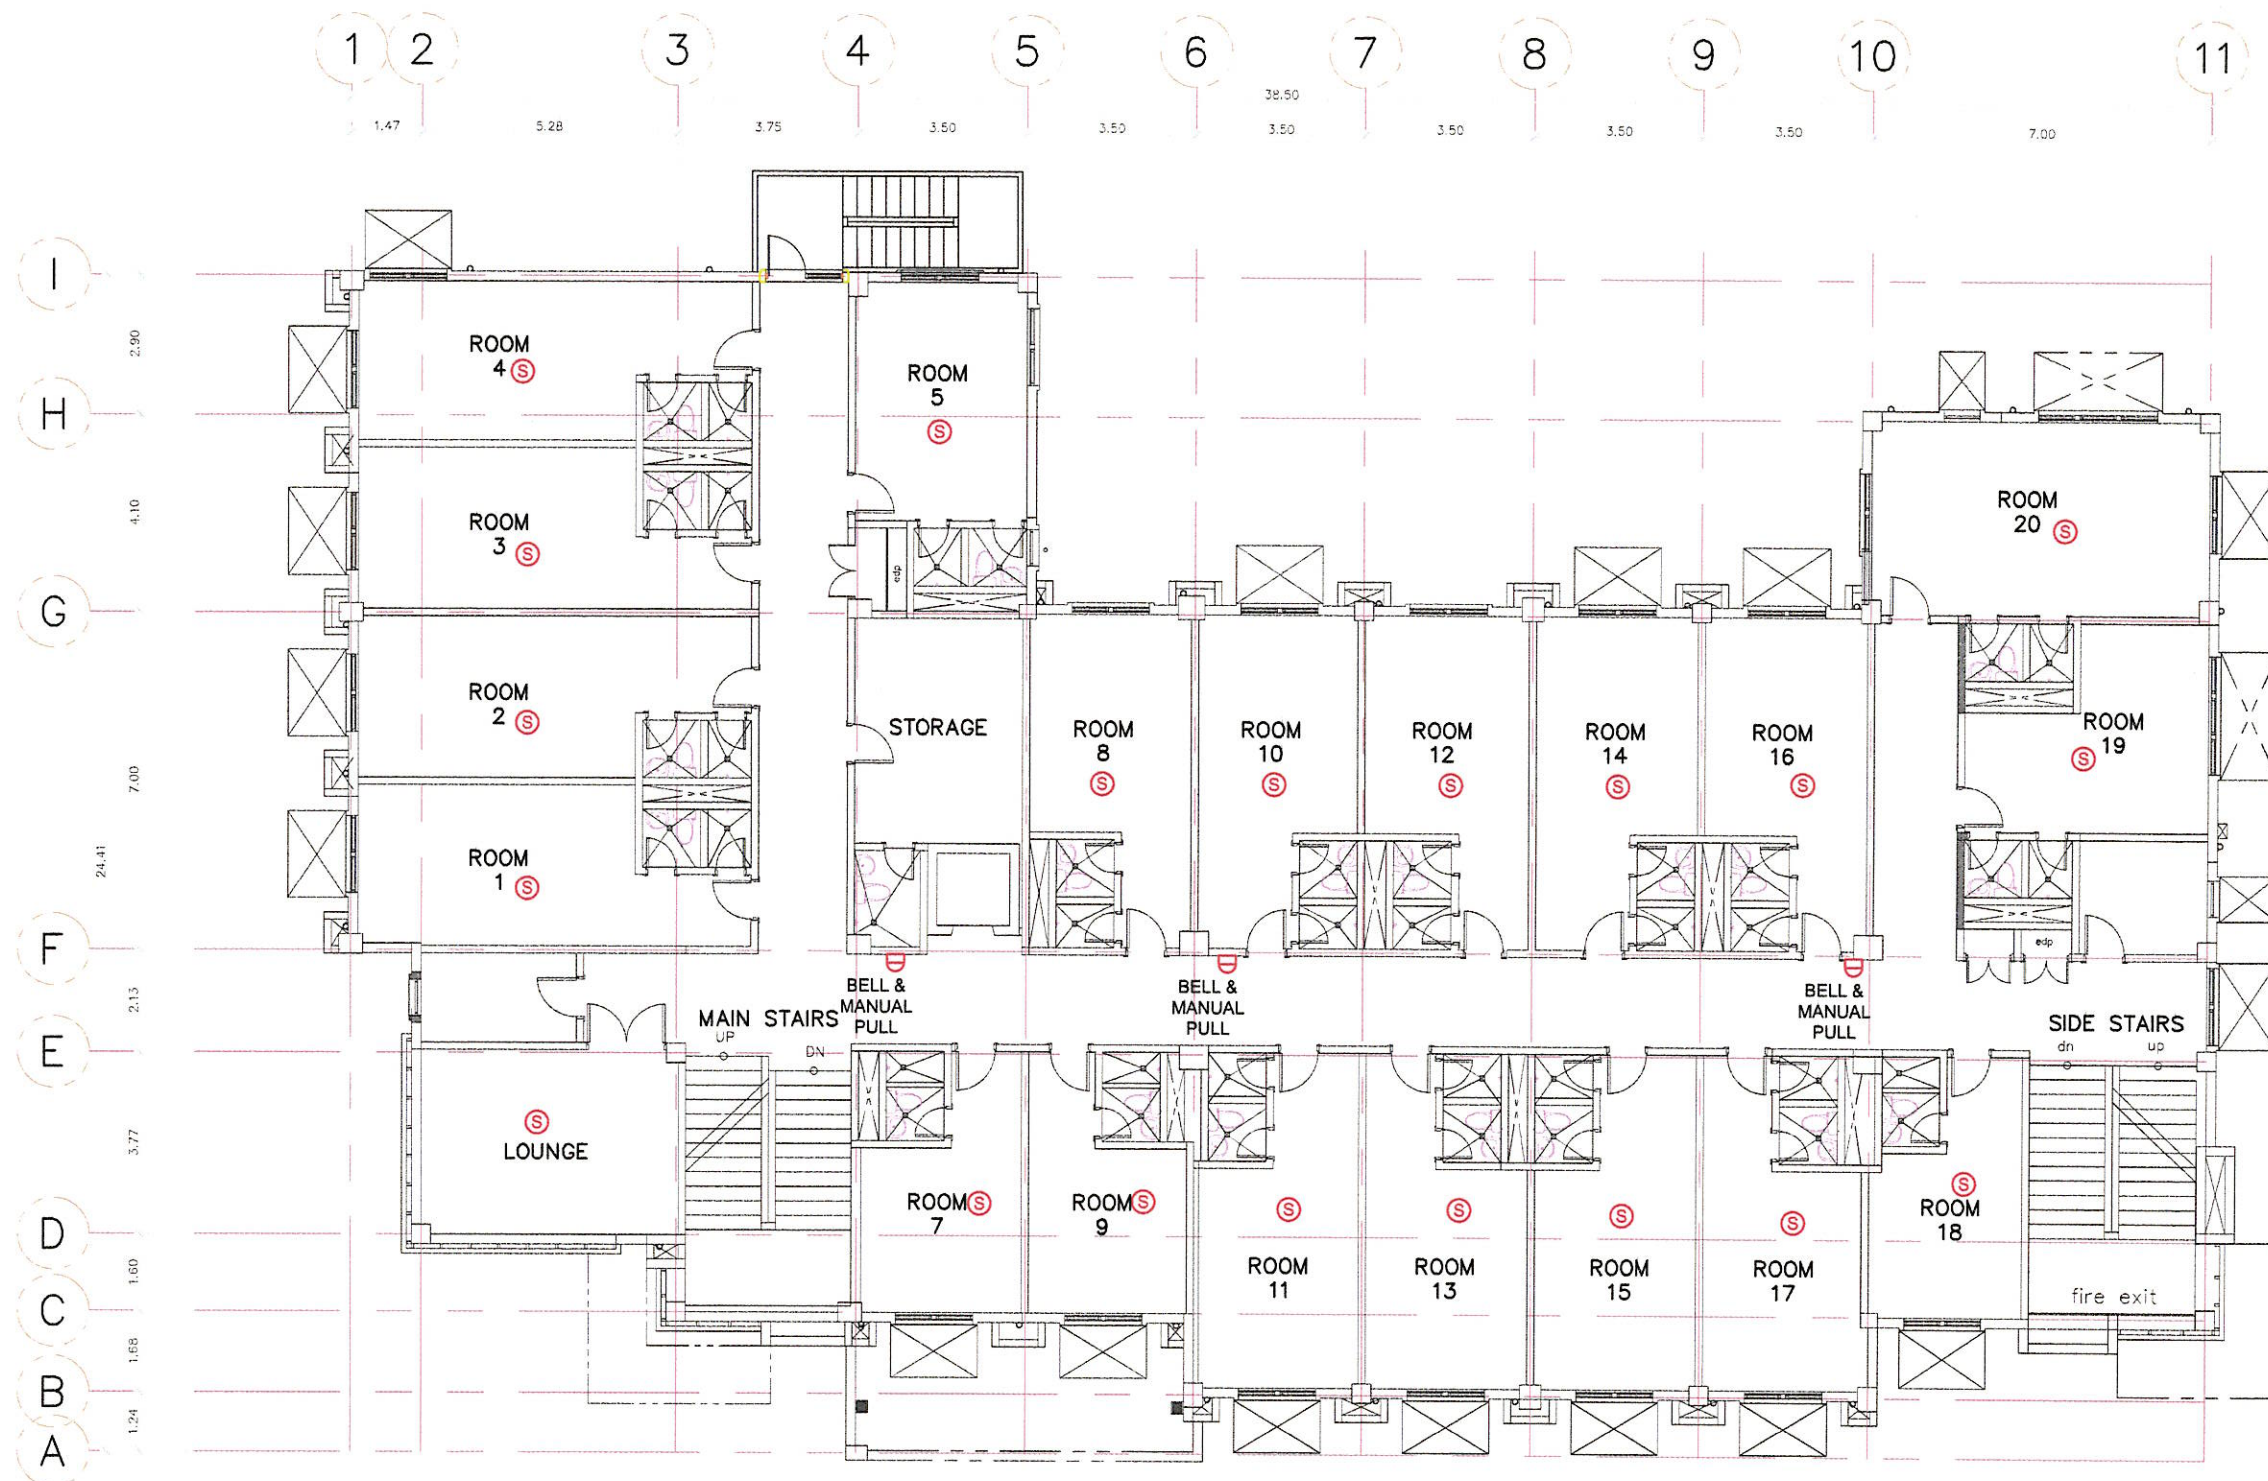 1 2 3 4 5 6 7 8 9 10 11
38.50
1.47 5.28 3.75 3.50 3.50 3.50 3.50 3.50 3.50 7.00
I
2.90
H
4.10
G
7.00
24.41
F
2.13
E
3.77
D
1.60
C
1.68
B
1.24
A
ROOM
4 S
ROOM
5
S
ROOM
3 S
edp
ROOM
20 S
ROOM
2 S
STORAGE
ROOM
8
S
ROOM
10
S
ROOM
12
S
ROOM
14
S
ROOM
16
S
ROOM
19
S
ROOM
1 S
edp
BELL &
MANUAL
PULL
BELL &
MANUAL
PULL
BELL &
MANUAL
PULL
MAIN STAIRS
UP
DN
SIDE STAIRS
dn up
S
LOUNGE
ROOM S
7
ROOM S
9
S
ROOM
11
S
ROOM
13
S
ROOM
15
S
ROOM
17
S
ROOM
18
fire exit